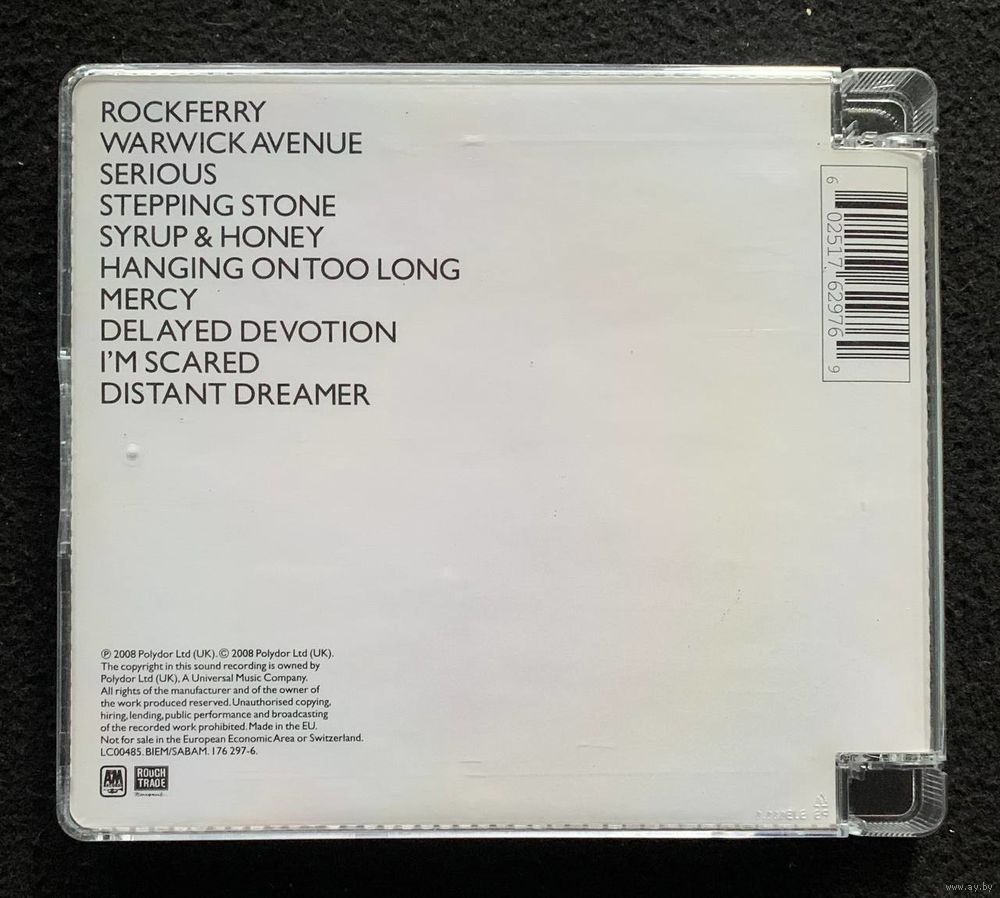 ROCKFERRY
WARWICK AVENUE
SERIOUS
STEPPING STONE
SYRUP & HONEY
HANGING ON TOO LONG
MERCY
DELAYED DEVOTION
I'M SCARED
DISTANT DREAMER
6 02517 62976 9
℗ 2008 Polydor Ltd (UK). © 2008 Polydor Ltd (UK).
The copyright in this sound recording is owned by
Polydor Ltd (UK), A Universal Music Company.
All rights of the manufacturer and of the owner of
the work produced reserved. Unauthorised copying,
hiring, lending, public performance and broadcasting
of the recorded work prohibited. Made in the EU.
Not for sale in the European Economic Area or Switzerland.
LC00485. BIEM/SABAM. 176 297-6.
A&M
ROUGH
TRADE
www.ay.by